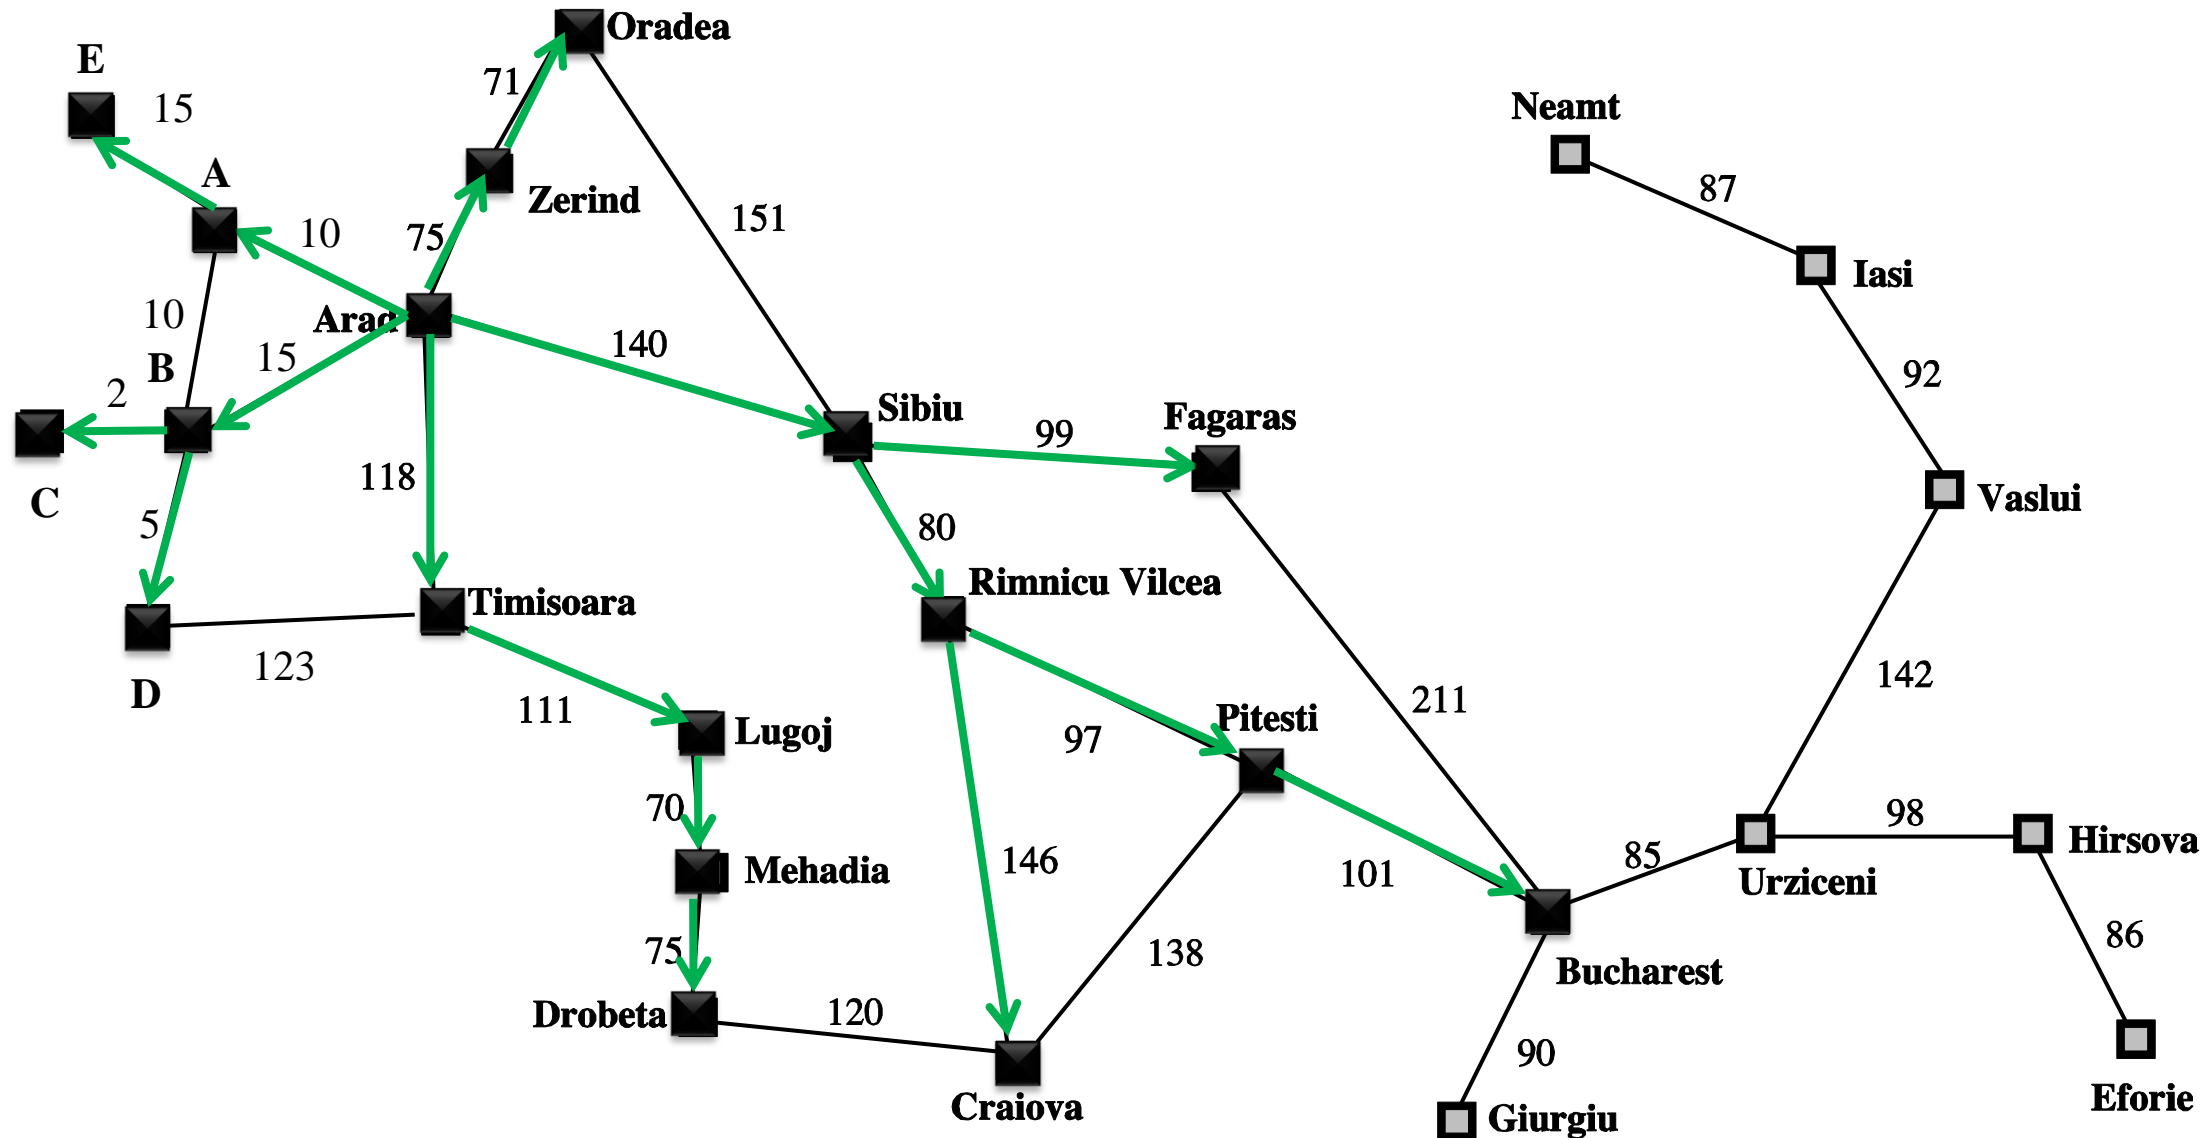 Oradea
E
71
15
Neamt
A
Zerind
87
151
10
75
Iasi
Arad
10
140
15
B
92
2
Sibiu
Fagaras
99
118
C
Vaslui
5
80
Rimnicu Vilcea
Timisoara
123
D
142
111
Lugoj
97
Pitesti
211
70
98
Hirsova
146
Mehadia
101
85
Urziceni
75
138
86
Bucharest
Drobeta
120
90
Craiova
Giurgiu
Eforie